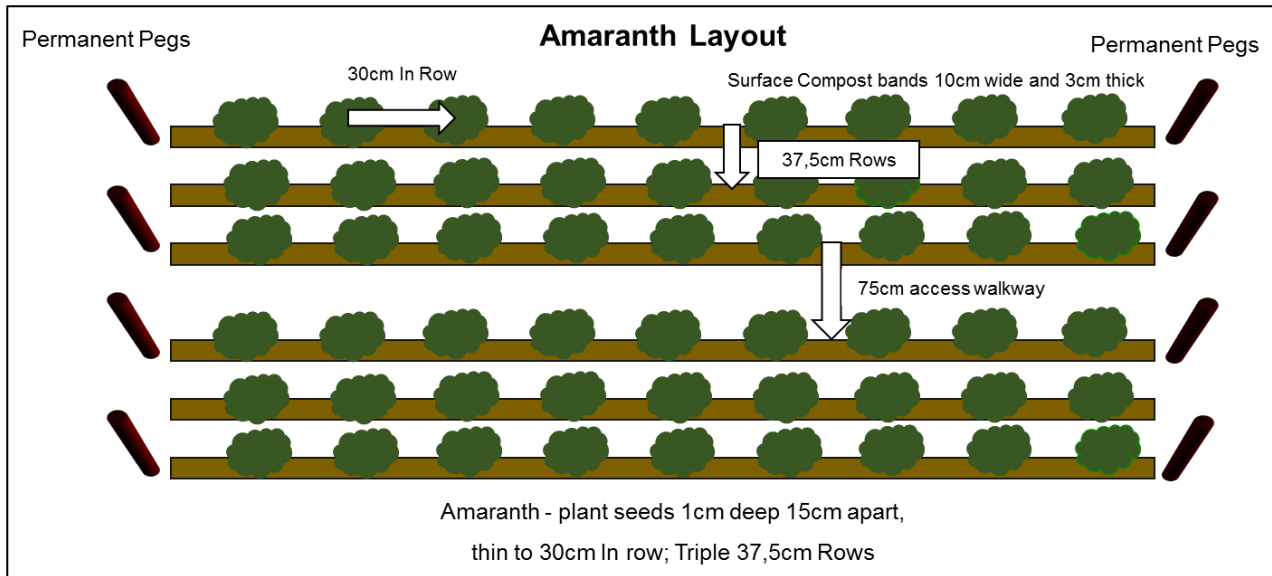 Amaranth Layout
Permanent Pegs
Permanent Pegs
30cm In Row
Surface Compost bands 10cm wide and 3cm thick
37,5cm Rows
75cm access walkway
Amaranth - plant seeds 1cm deep 15cm apart,
thin to 30cm In row; Triple 37,5cm Rows